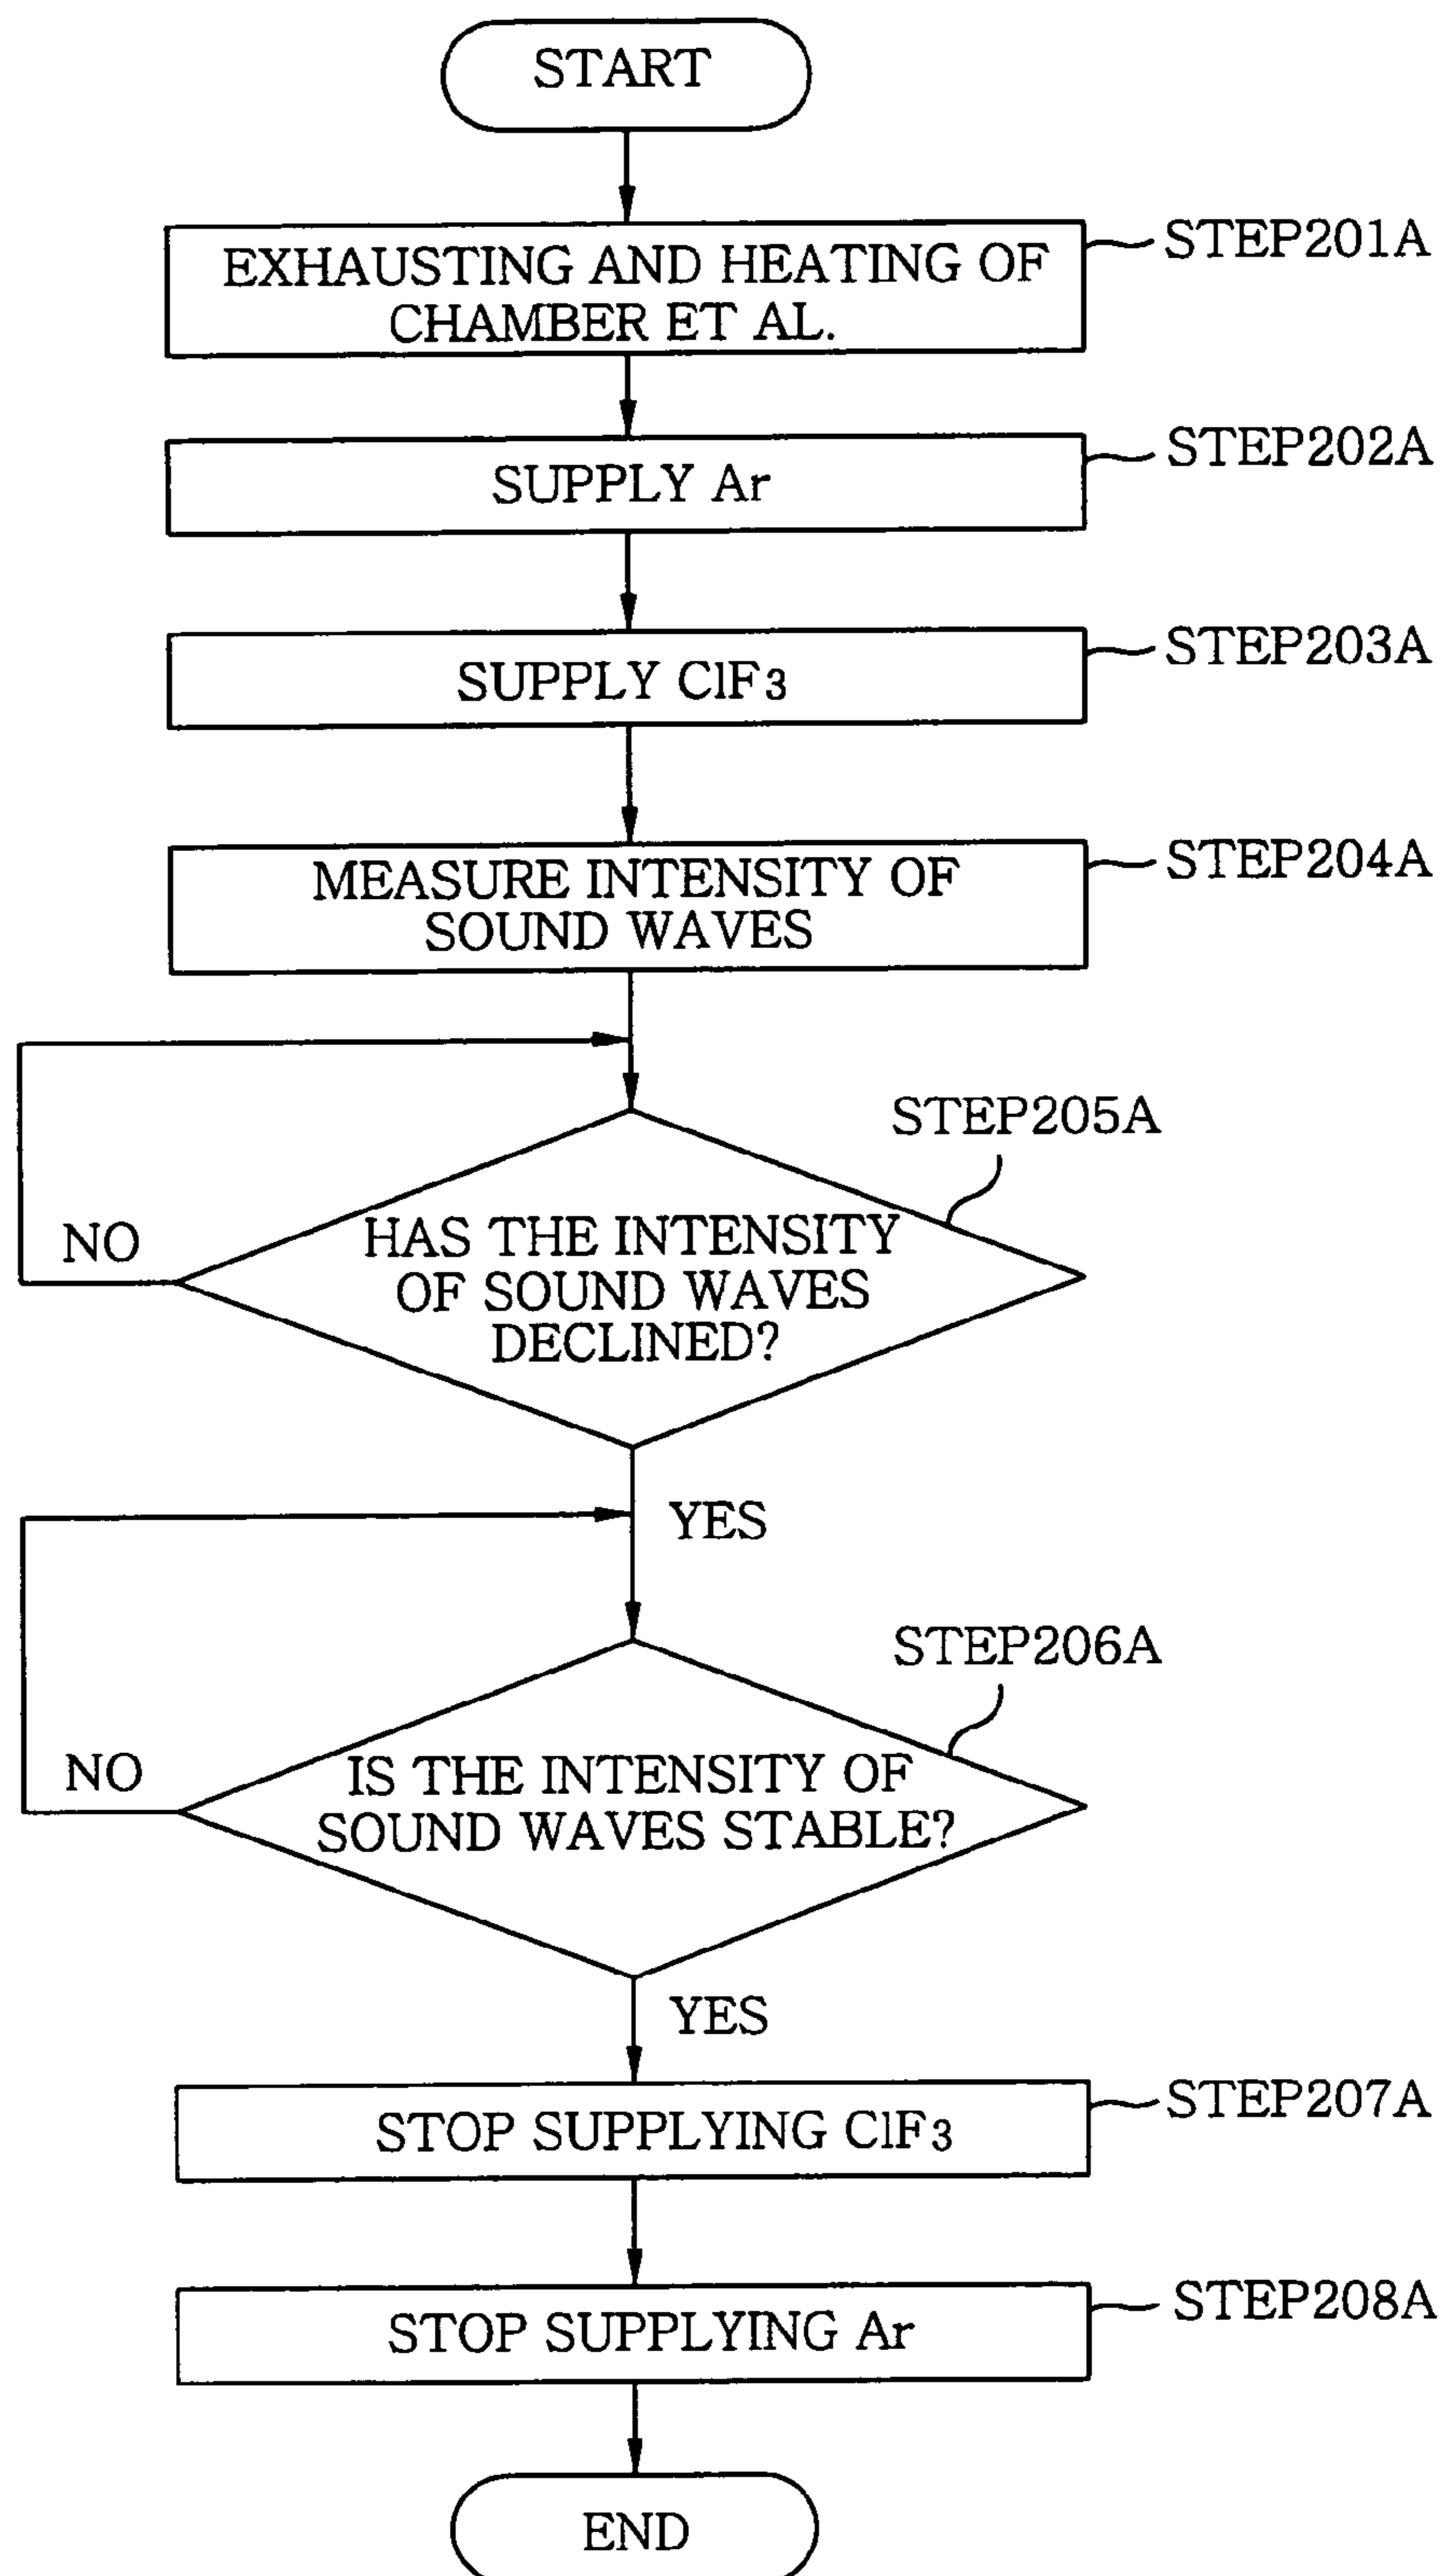 START
EXHAUSTING AND HEATING OF
CHAMBER ET AL.
STEP201A
SUPPLY Ar
STEP202A
SUPPLY ClF3
STEP203A
MEASURE INTENSITY OF
SOUND WAVES
STEP204A
STEP205A
HAS THE INTENSITY
OF SOUND WAVES
DECLINED?
NO
YES
STEP206A
IS THE INTENSITY OF
SOUND WAVES STABLE?
NO
YES
STOP SUPPLYING ClF3
STEP207A
STOP SUPPLYING Ar
STEP208A
END